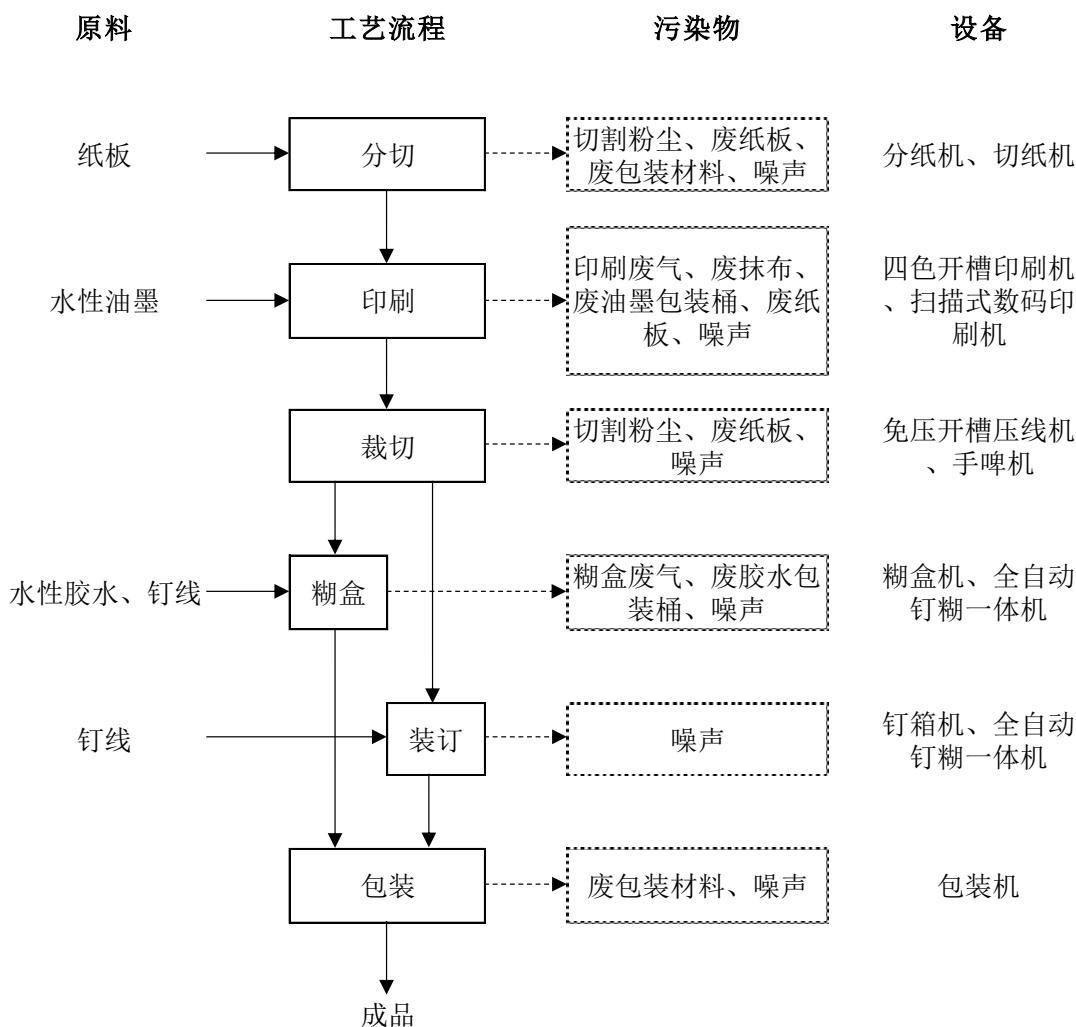 原料 工艺流程 污染物 设备
纸板
分切
切割粉尘、废纸板、
废包装材料、噪声
分纸机、切纸机
水性油墨
印刷
印刷废气、废抹布、
废油墨包装桶、废纸
板、噪声
四色开槽印刷机
、扫描式数码印
刷机
裁切
切割粉尘、废纸板、
噪声
免压开槽压线机
、手啤机
水性胶水、钉线
糊盒
糊盒废气、废胶水包
装桶、噪声
糊盒机、全自动
钉糊一体机
钉线
装订
噪声
钉箱机、全自动
钉糊一体机
包装
废包装材料、噪声
包装机
成品